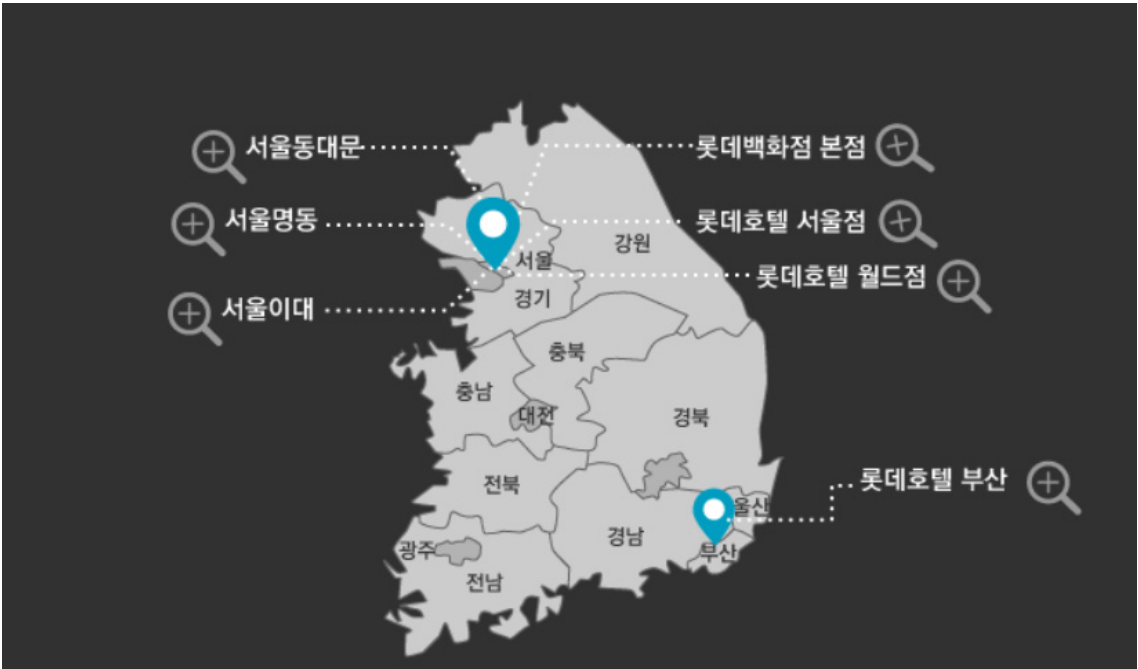 서울동대문
롯데백화점 본점
서울명동
롯데호텔 서울점
강원
서울
롯데호텔 월드점
경기
서울이대
충북
충남
대전
경북
전북
롯데호텔 부산
울산
경남
광주
부산
전남